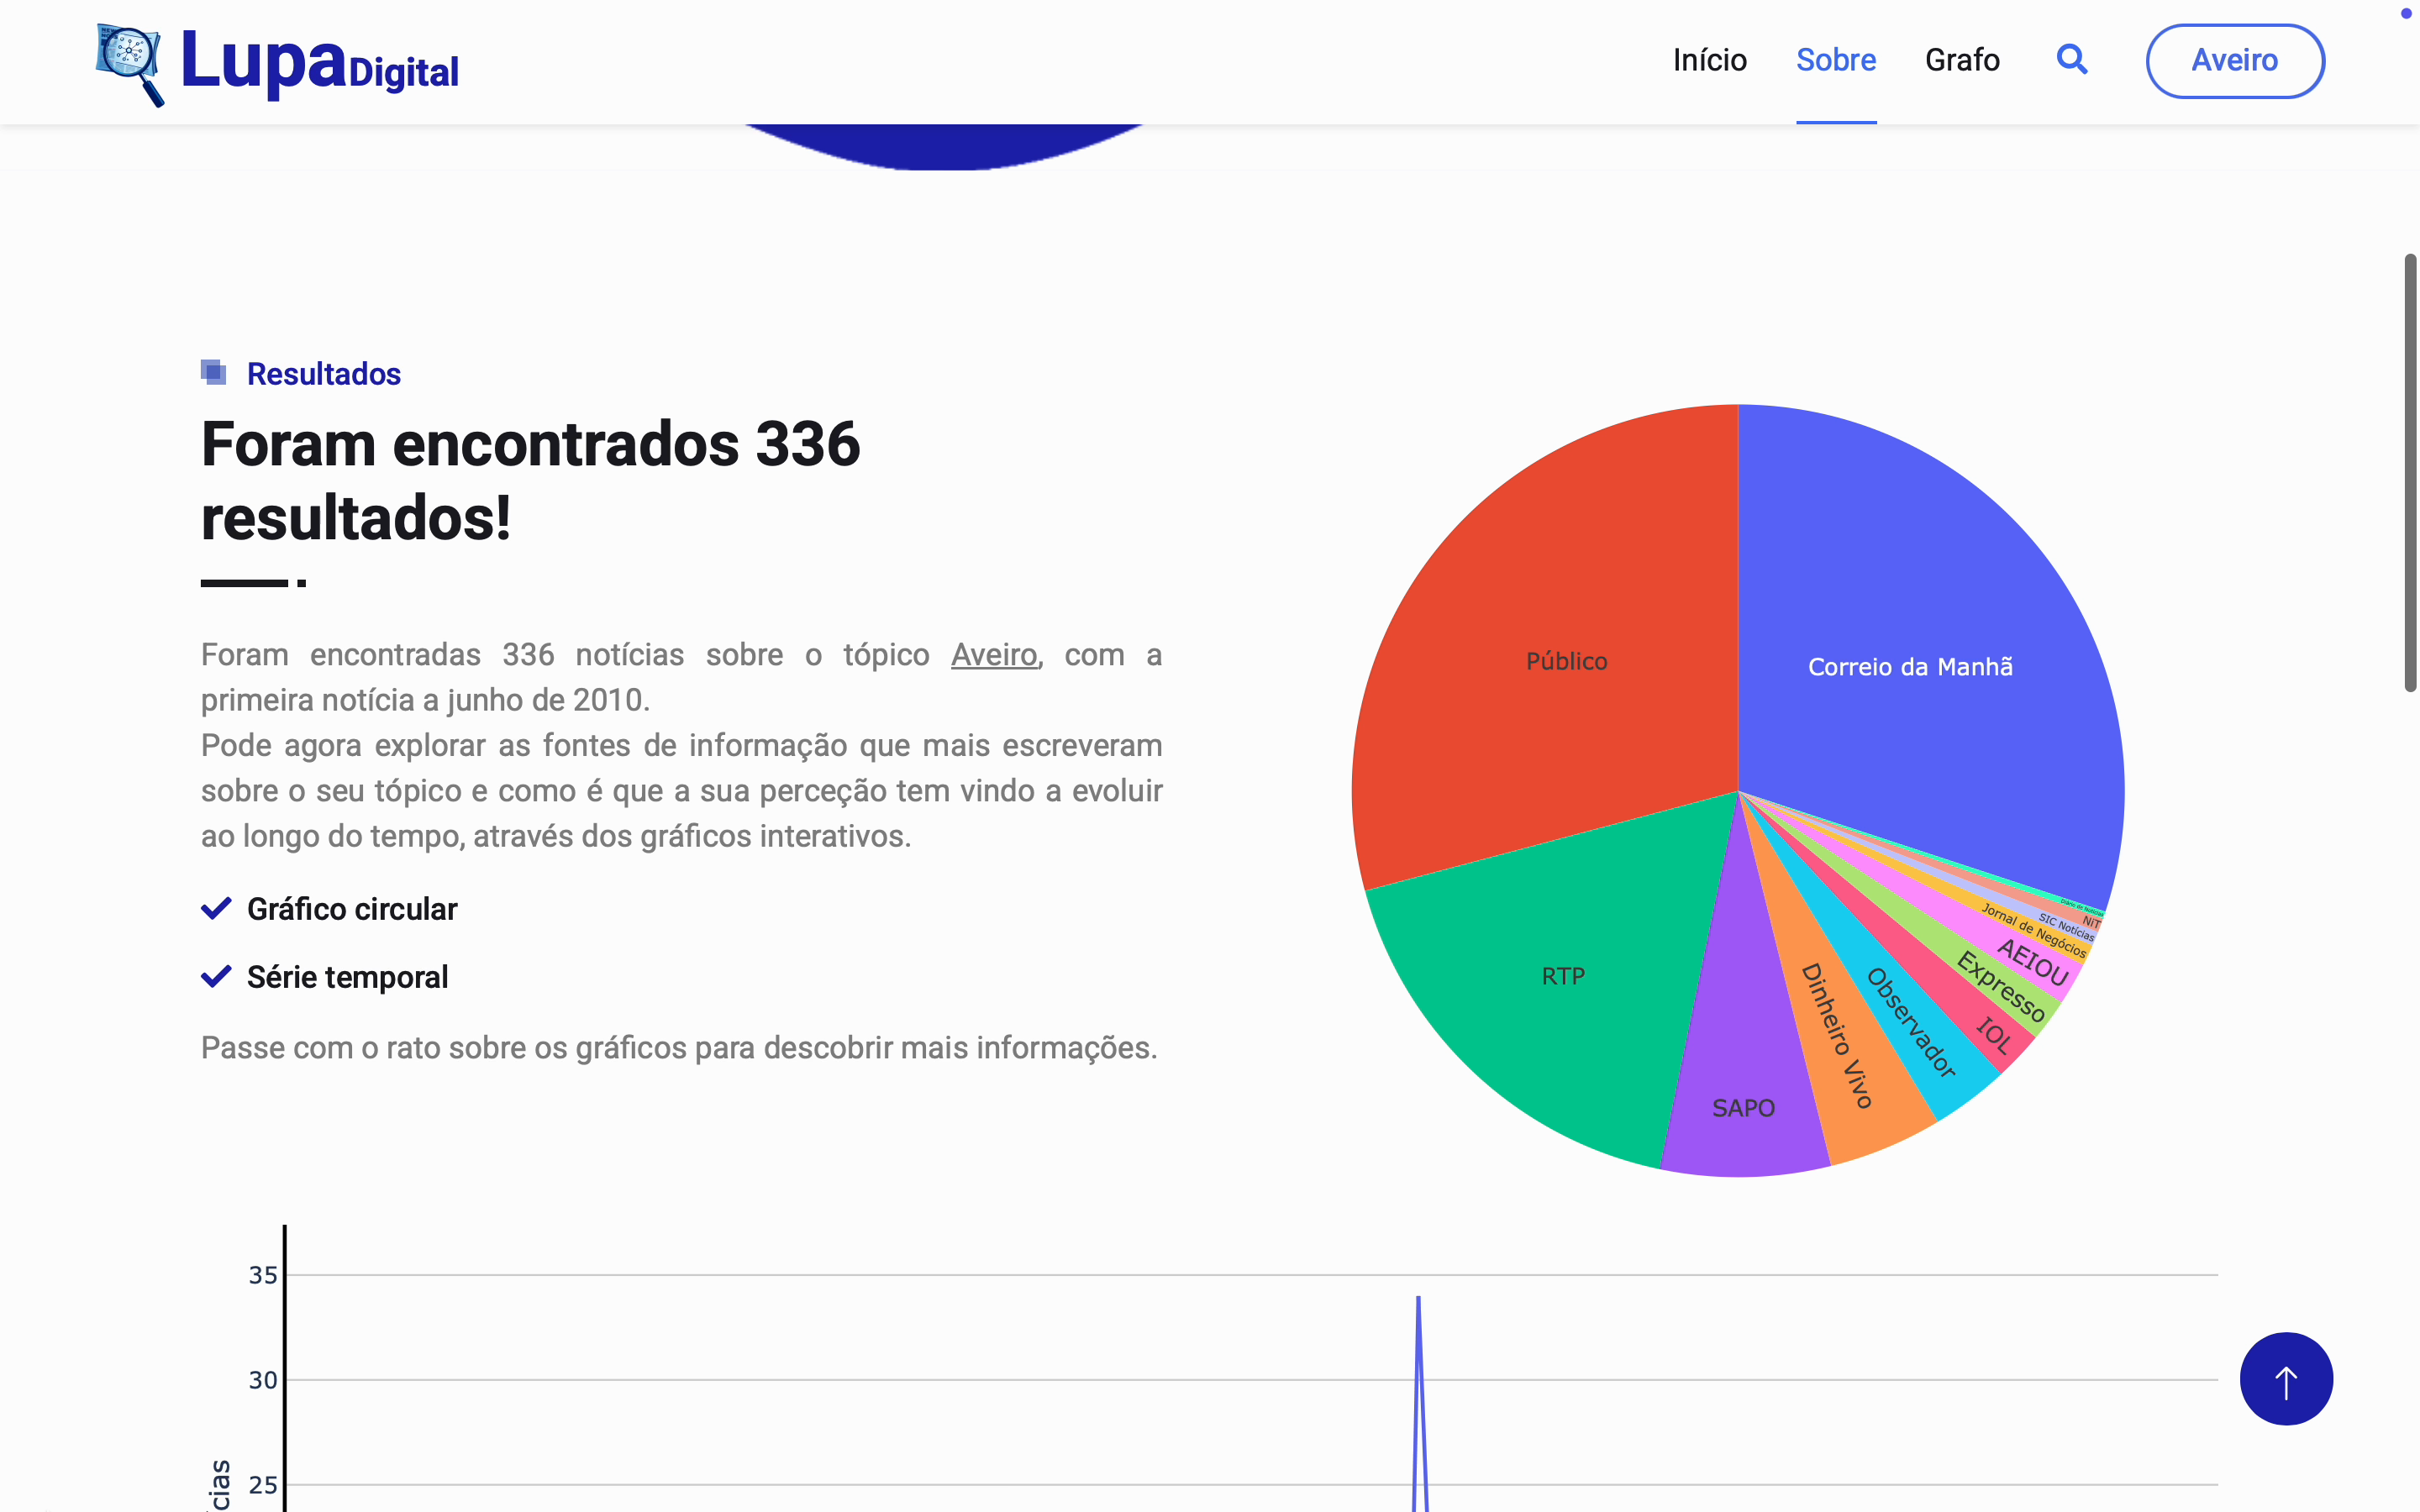 LupaDigital
Início Sobre Grafo Aveiro
Resultados
Foram encontrados 336
resultados!
Foram encontradas 336 notícias sobre o tópico Aveiro, com a
primeira notícia a junho de 2010.
Pode agora explorar as fontes de informação que mais escreveram
sobre o seu tópico e como é que a sua perceção tem vindo a evoluir
ao longo do tempo, através dos gráficos interativos.
Gráfico circular
Série temporal
Passe com o rato sobre os gráficos para descobrir mais informações.
Público
Correio da Manhã
RTP
SAPO
Dinheiro Vivo
Observador
IOL
Expresso
AEIOU
Jornal de Negócios
SIC Notícias
NiT
Diário de Notícias
35
30
25